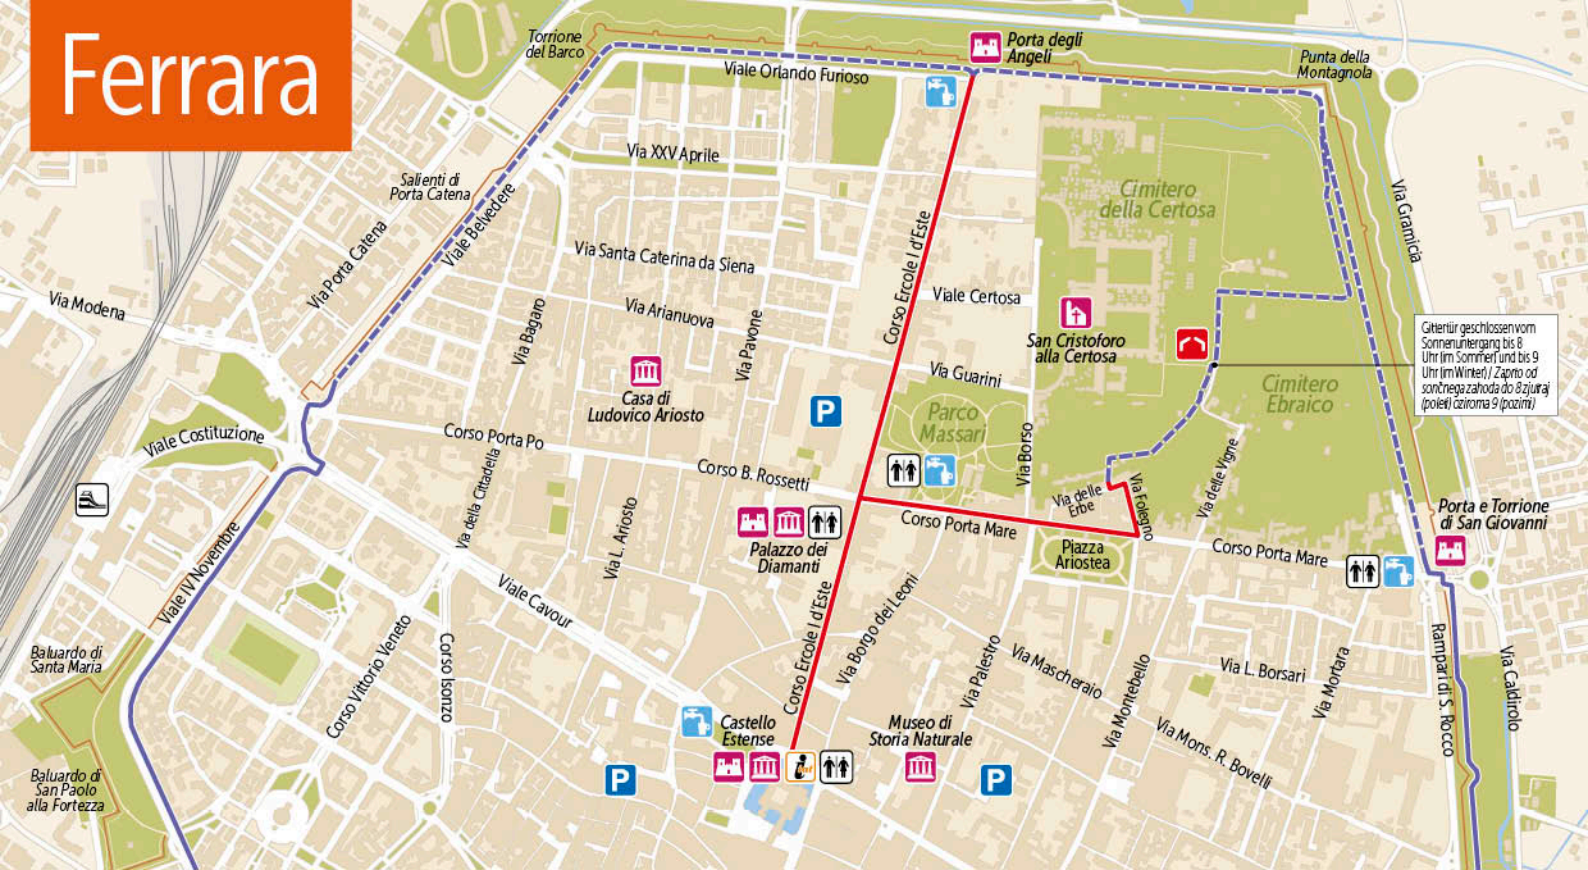 Ferrara
Torrione
del Barco
Porta degli
Angeli
Punta della
Montagnola
Viale Orlando Furioso
Via XXV Aprile
Salienti di
Porta Catena
Viale Belvedere
Via Porta Catena
Via Modena
Cimitero
della Certosa
Via Gramicia
Corso Ercole I d'Este
Via Santa Caterina da Siena
Viale Certosa
Via Arianuova
Via Bagaro
Via Pavone
San Cristoforo
alla Certosa
Gittertür geschlossen vom
Sonnenuntergang bis 8
Uhr (im Sommer) und bis 9
Uhr (im Winter) / Zaprto od
sončnega zahoda do 8 zjutraj
(poleti) oziroma 9 (pozimi)
Via Guarini
Cimitero
Ebraico
Casa di
Ludovico Ariosto
P
Parco
Massari
Viale Costituzione
Corso Porta Po
Corso B. Rossetti
Via Borso
Via della Cittadella
Via delle
Erbe
Via Folegno
Via delle Vigne
Via L. Ariosto
Corso Porta Mare
Porta e Torrione
di San Giovanni
Palazzo dei
Diamanti
Piazza
Ariostea
Corso Porta Mare
Viale IV Novembre
Viale Cavour
Corso Ercole I d'Este
Via Borgo dei Leoni
Corso Vittorio Veneto
Corso Isonzo
Baluardo di
Santa Maria
Via Palestro
Via Mascheraio
Via Montebello
Via L. Borsari
Via Mortara
Rampari di S. Rocco
Via Caldirolo
Castello
Estense
Museo di
Storia Naturale
Via Mons. R. Bovelli
Baluardo di
San Paolo
alla Fortezza
P
P